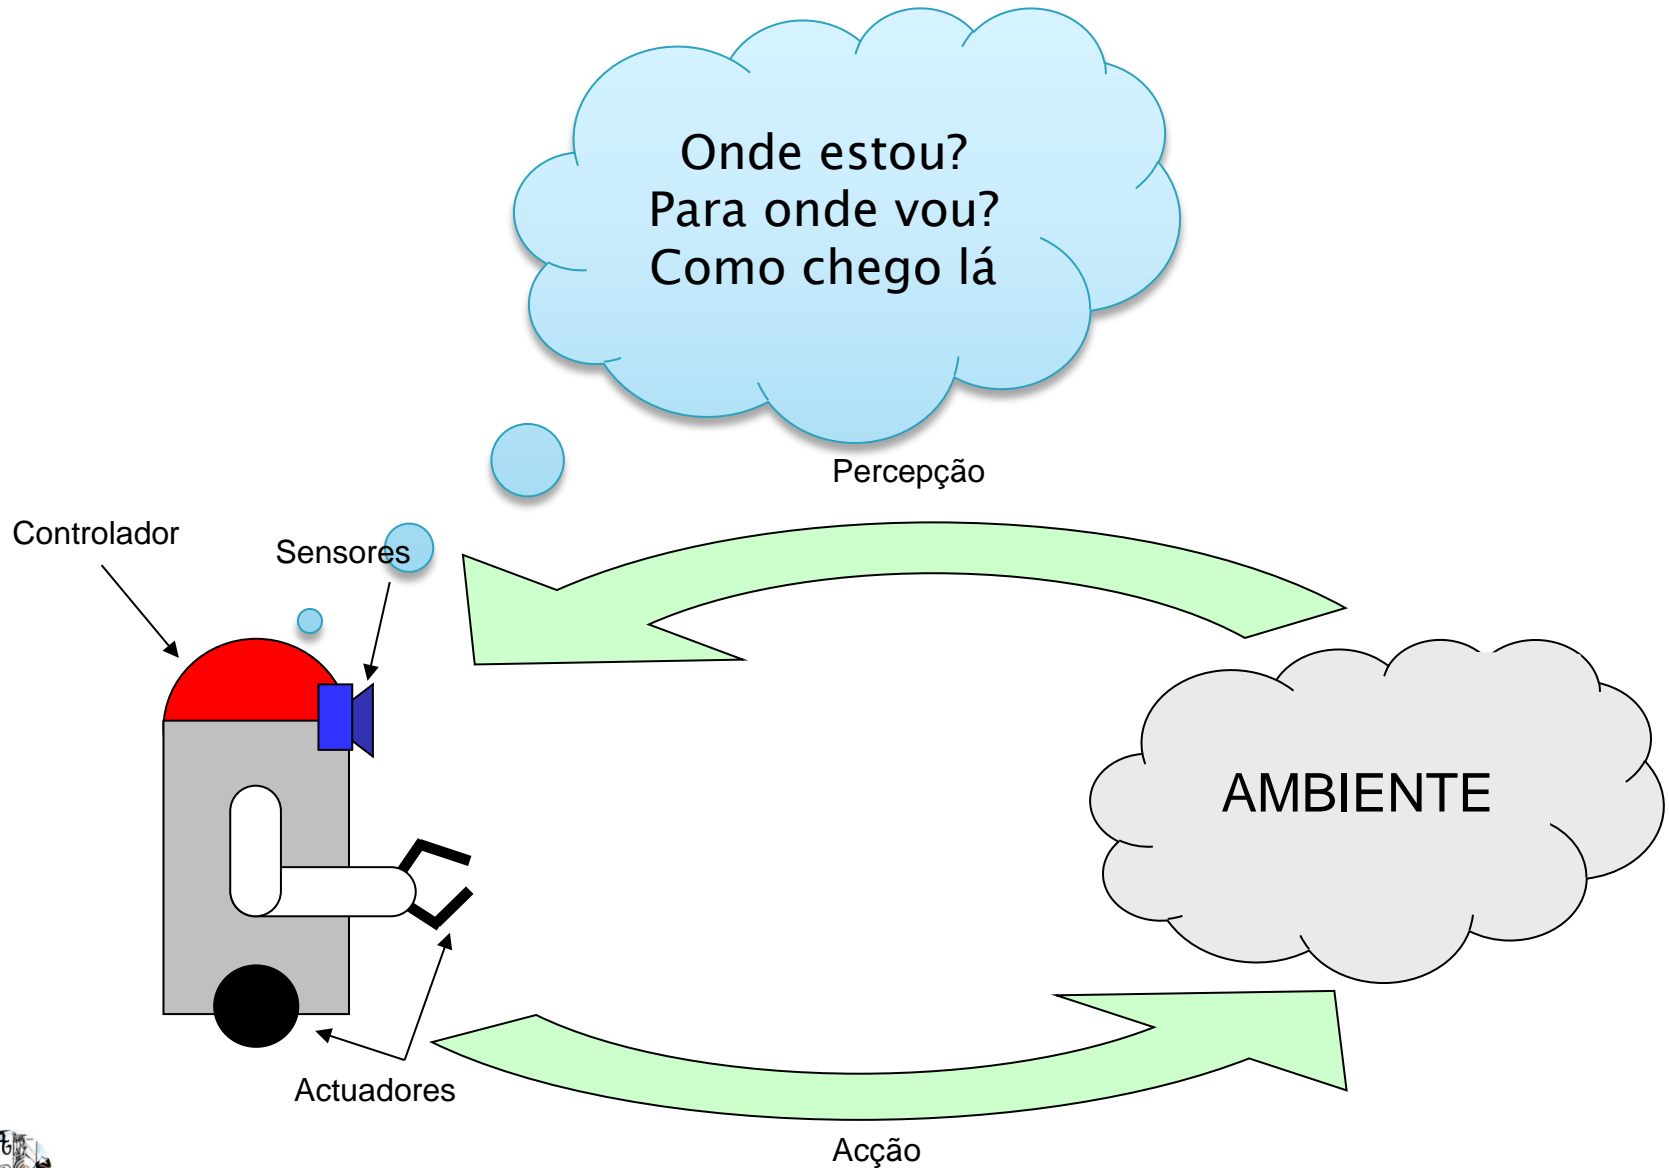 Onde estou?
Para onde vou?
Como chego lá
Percepção
Controlador
Sensores
AMBIENTE
Actuadores
Acção